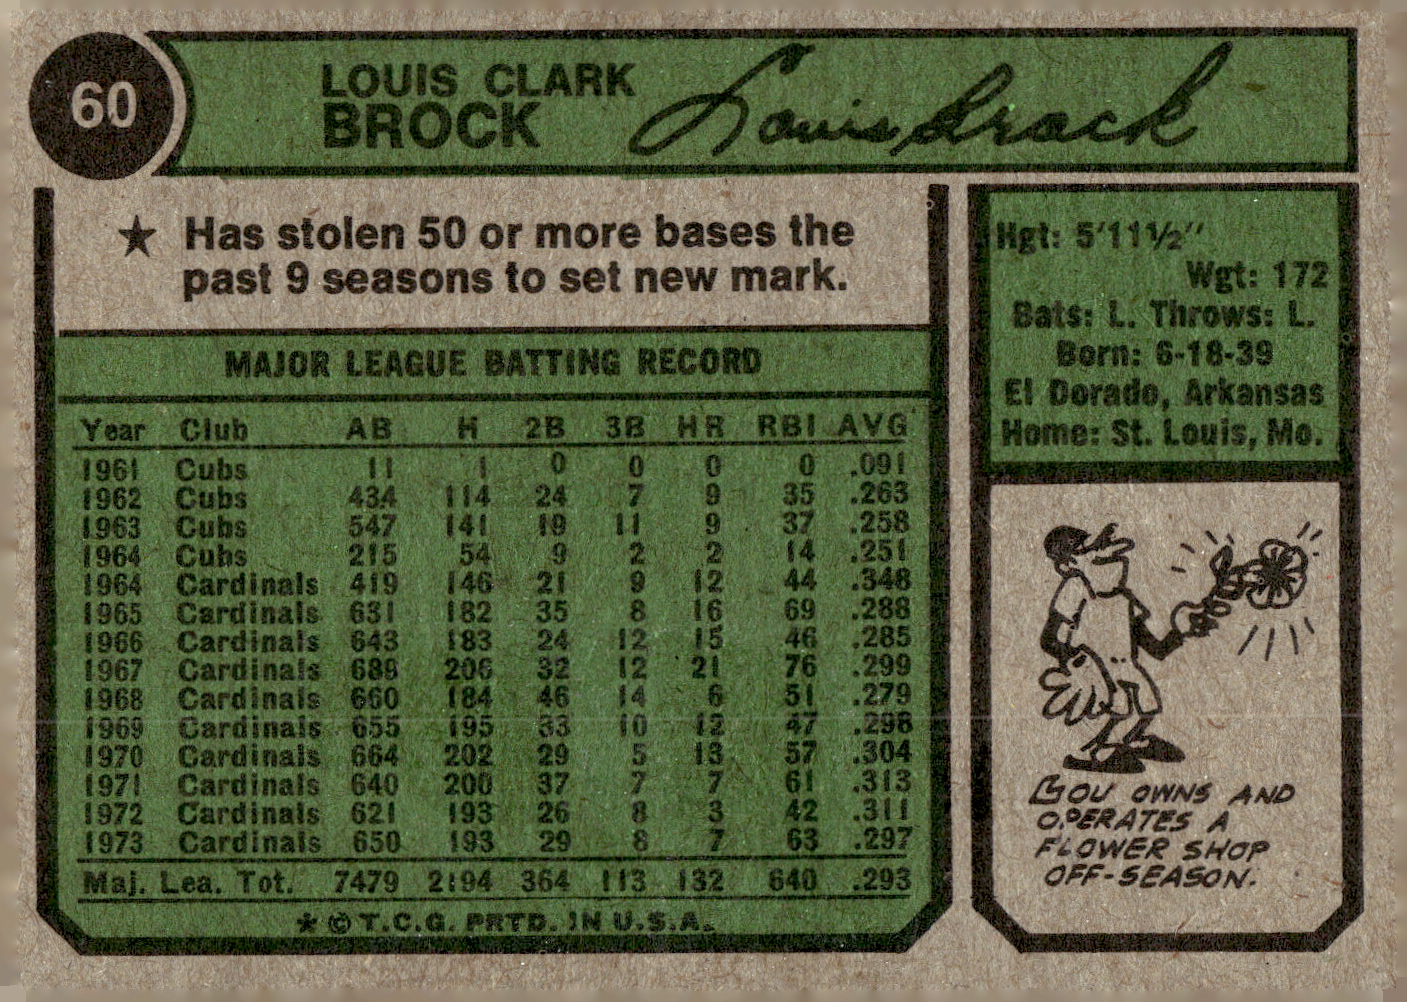 60
LOUIS CLARK
BROCK
Louis Brock
★ Has stolen 50 or more bases the
past 9 seasons to set new mark.
MAJOR LEAGUE BATTING RECORD
Year Club AB H 2B 3B HR RBI AVG
1961 Cubs 11 1 0 0 0 0 .091
1962 Cubs 434 114 24 7 9 35 .263
1963 Cubs 547 141 19 11 9 37 .258
1964 Cubs 215 54 9 2 2 14 .251
1964 Cardinals 419 146 21 9 12 44 .348
1965 Cardinals 631 182 35 8 16 69 .288
1966 Cardinals 643 183 24 12 15 46 .285
1967 Cardinals 689 206 32 12 21 76 .299
1968 Cardinals 660 184 46 14 6 51 .279
1969 Cardinals 655 195 33 10 12 47 .298
1970 Cardinals 664 202 29 5 13 57 .304
1971 Cardinals 640 200 37 7 7 61 .313
1972 Cardinals 621 193 26 8 3 42 .311
1973 Cardinals 650 193 29 8 7 63 .297
Maj. Lea. Tot. 7479 2194 364 113 132 640 .293
* © T.C.G. PRTD. IN U.S.A.
Hgt: 5'11½"
Wgt: 172
Bats: L. Throws: L.
Born: 6-18-39
El Dorado, Arkansas
Home: St. Louis, Mo.
LOU OWNS AND
OPERATES A
FLOWER SHOP
OFF-SEASON.